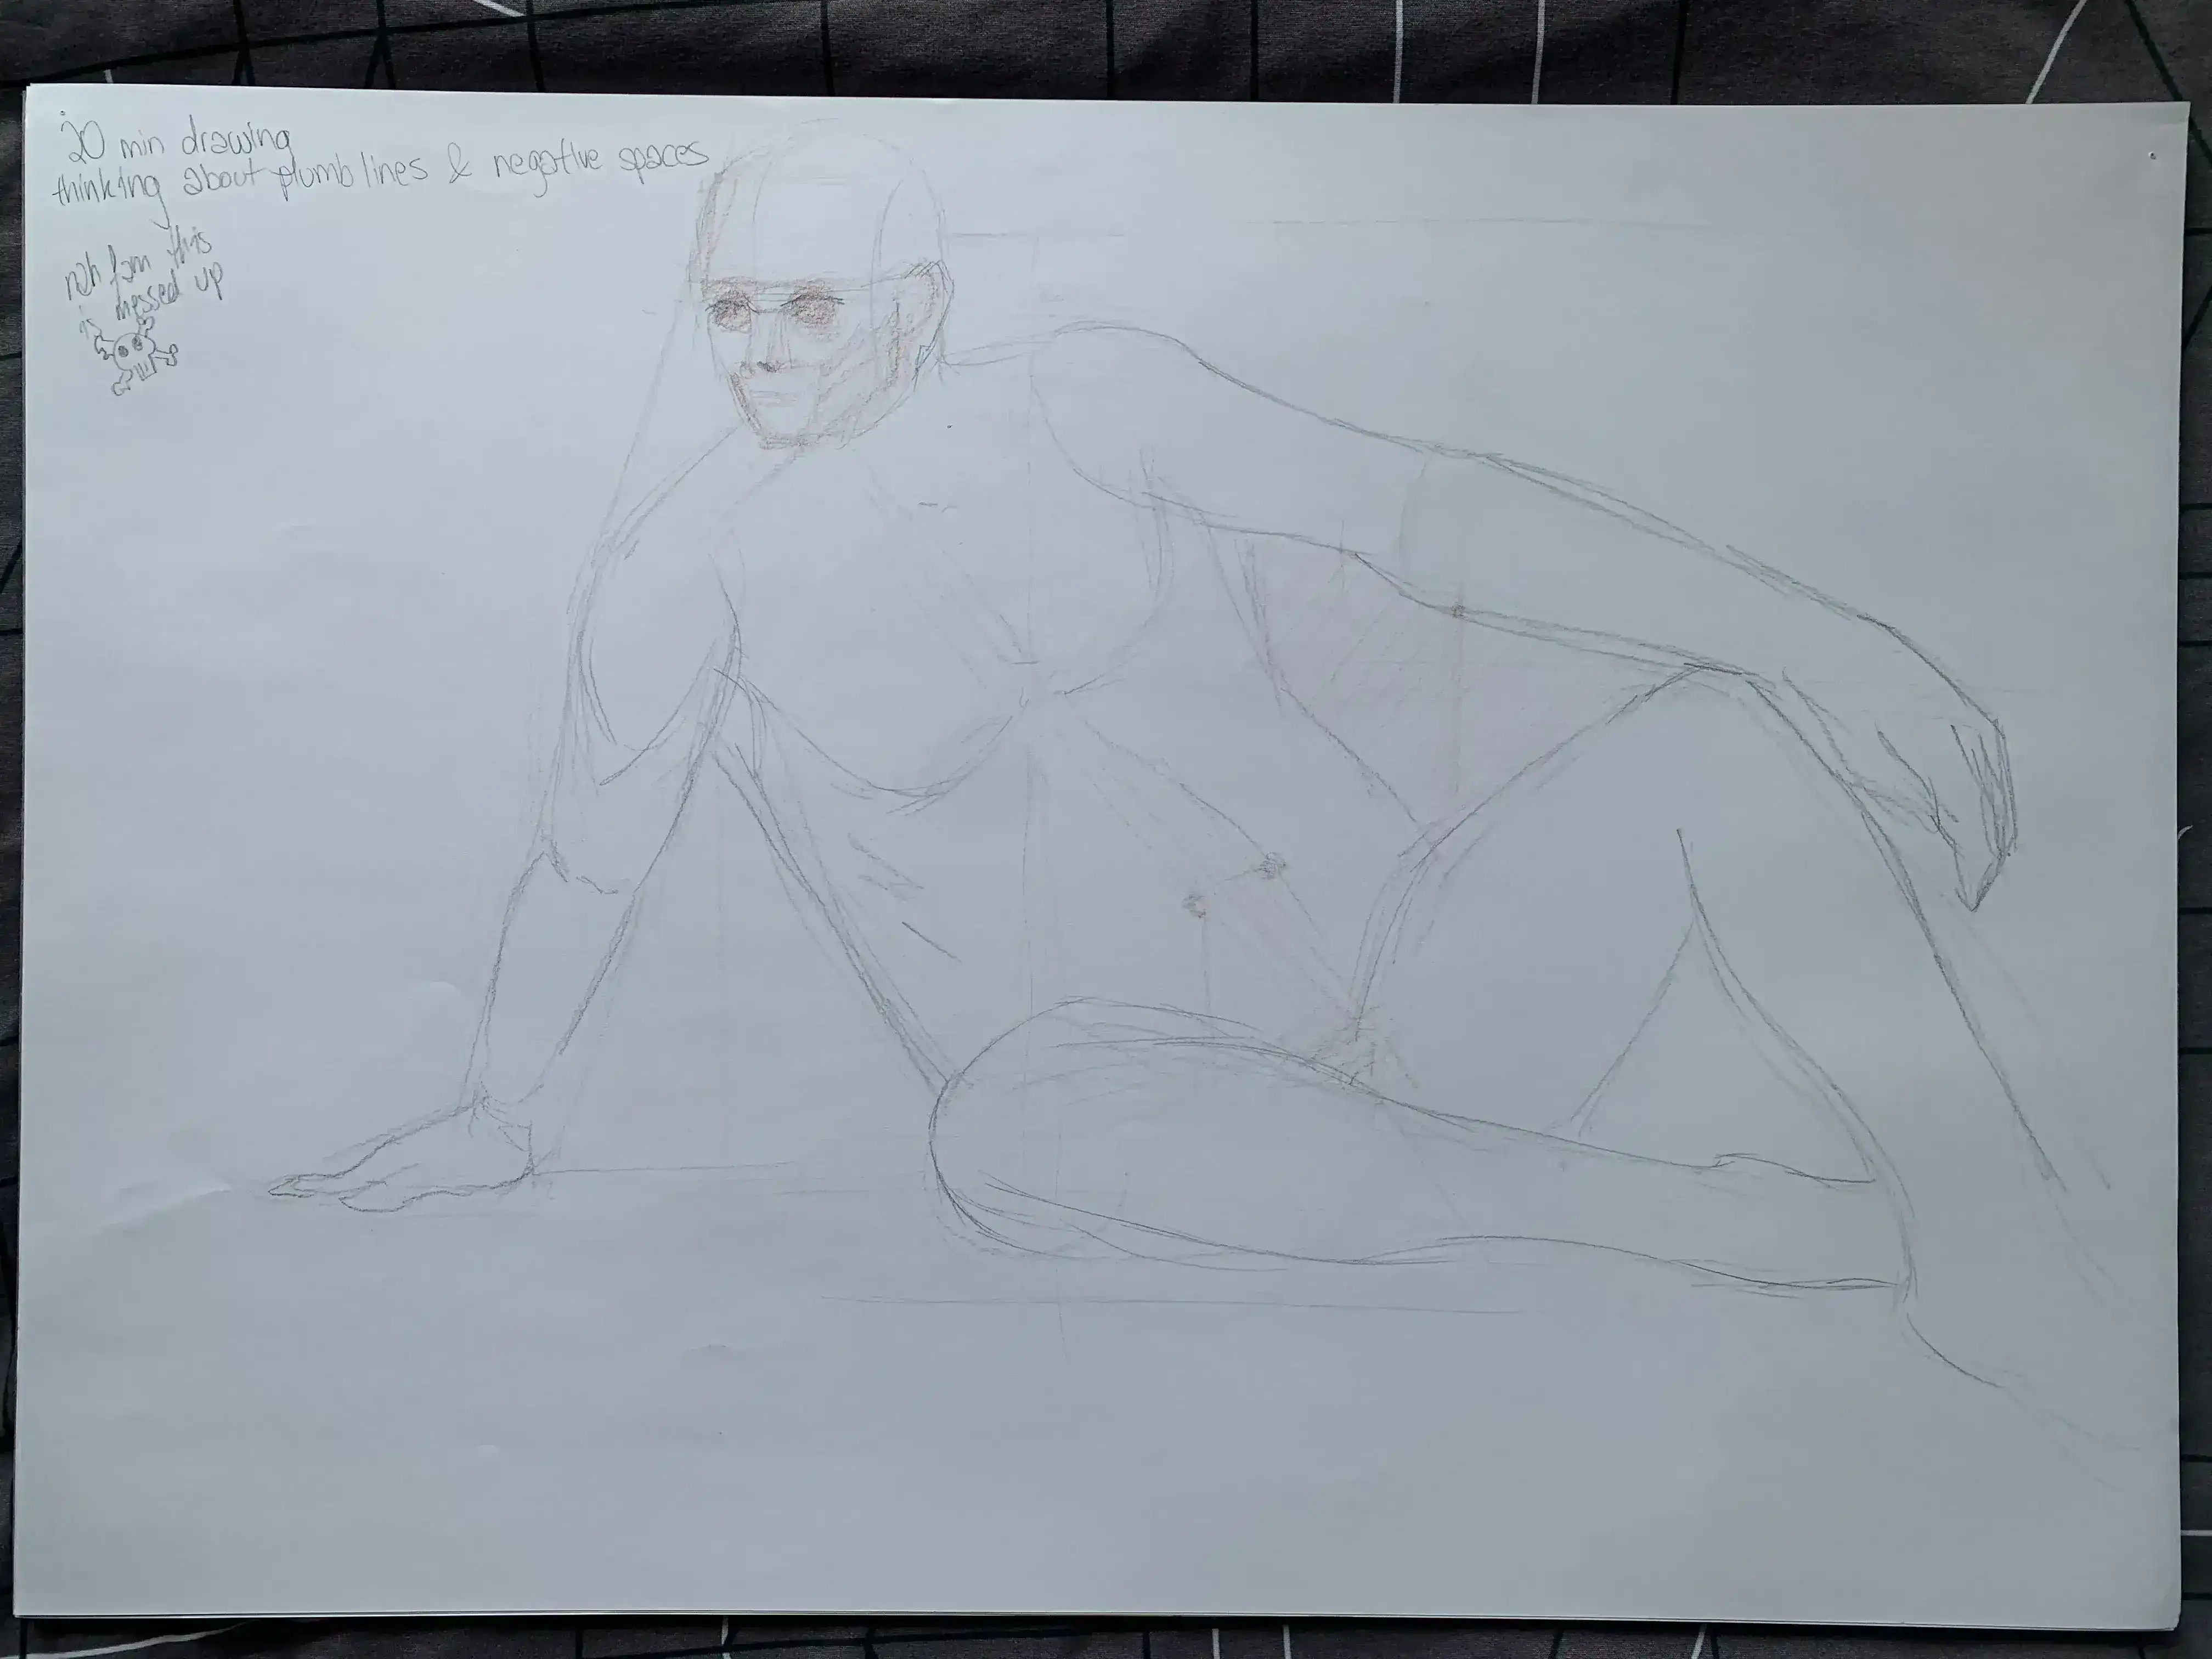 20 min drawing
thinking about plumb lines & negative spaces
nah fam this
is messed up